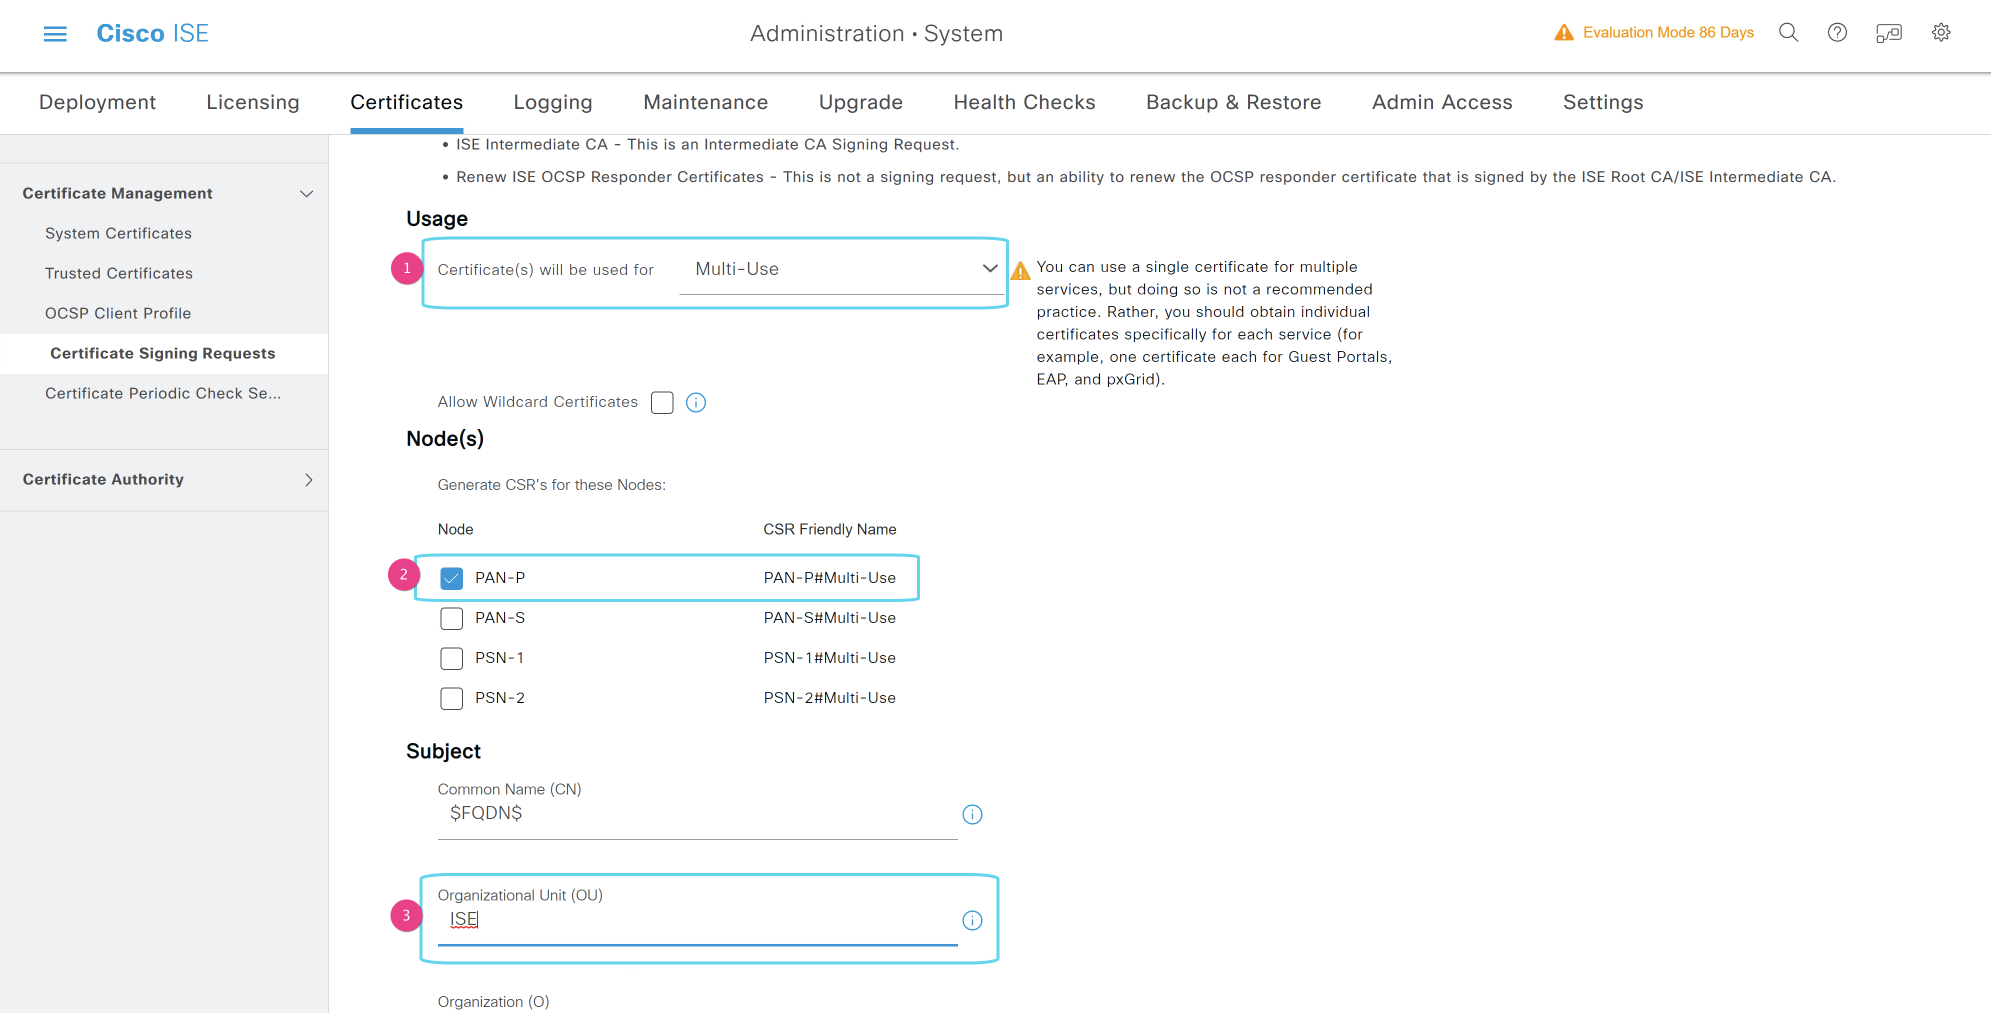 Cisco ISE
Administration • System
Evaluation Mode 86 Days
Deployment Licensing Certificates Logging Maintenance Upgrade Health Checks Backup & Restore Admin Access Settings
Certificate Management
System Certificates
Trusted Certificates
OCSP Client Profile
Certificate Signing Requests
Certificate Periodic Check Se...
Certificate Authority
• ISE Intermediate CA - This is an Intermediate CA Signing Request.
• Renew ISE OCSP Responder Certificates - This is not a signing request, but an ability to renew the OCSP responder certificate that is signed by the ISE Root CA/ISE Intermediate CA.
Usage
1 Certificate(s) will be used for Multi-Use
You can use a single certificate for multiple
services, but doing so is not a recommended
practice. Rather, you should obtain individual
certificates specifically for each service (for
example, one certificate each for Guest Portals,
EAP, and pxGrid).
Allow Wildcard Certificates
Node(s)
Generate CSR's for these Nodes:
Node CSR Friendly Name
2 PAN-P PAN-P#Multi-Use
PAN-S PAN-S#Multi-Use
PSN-1 PSN-1#Multi-Use
PSN-2 PSN-2#Multi-Use
Subject
Common Name (CN)
$FQDN$
Organizational Unit (OU)
3 ISE
Organization (O)